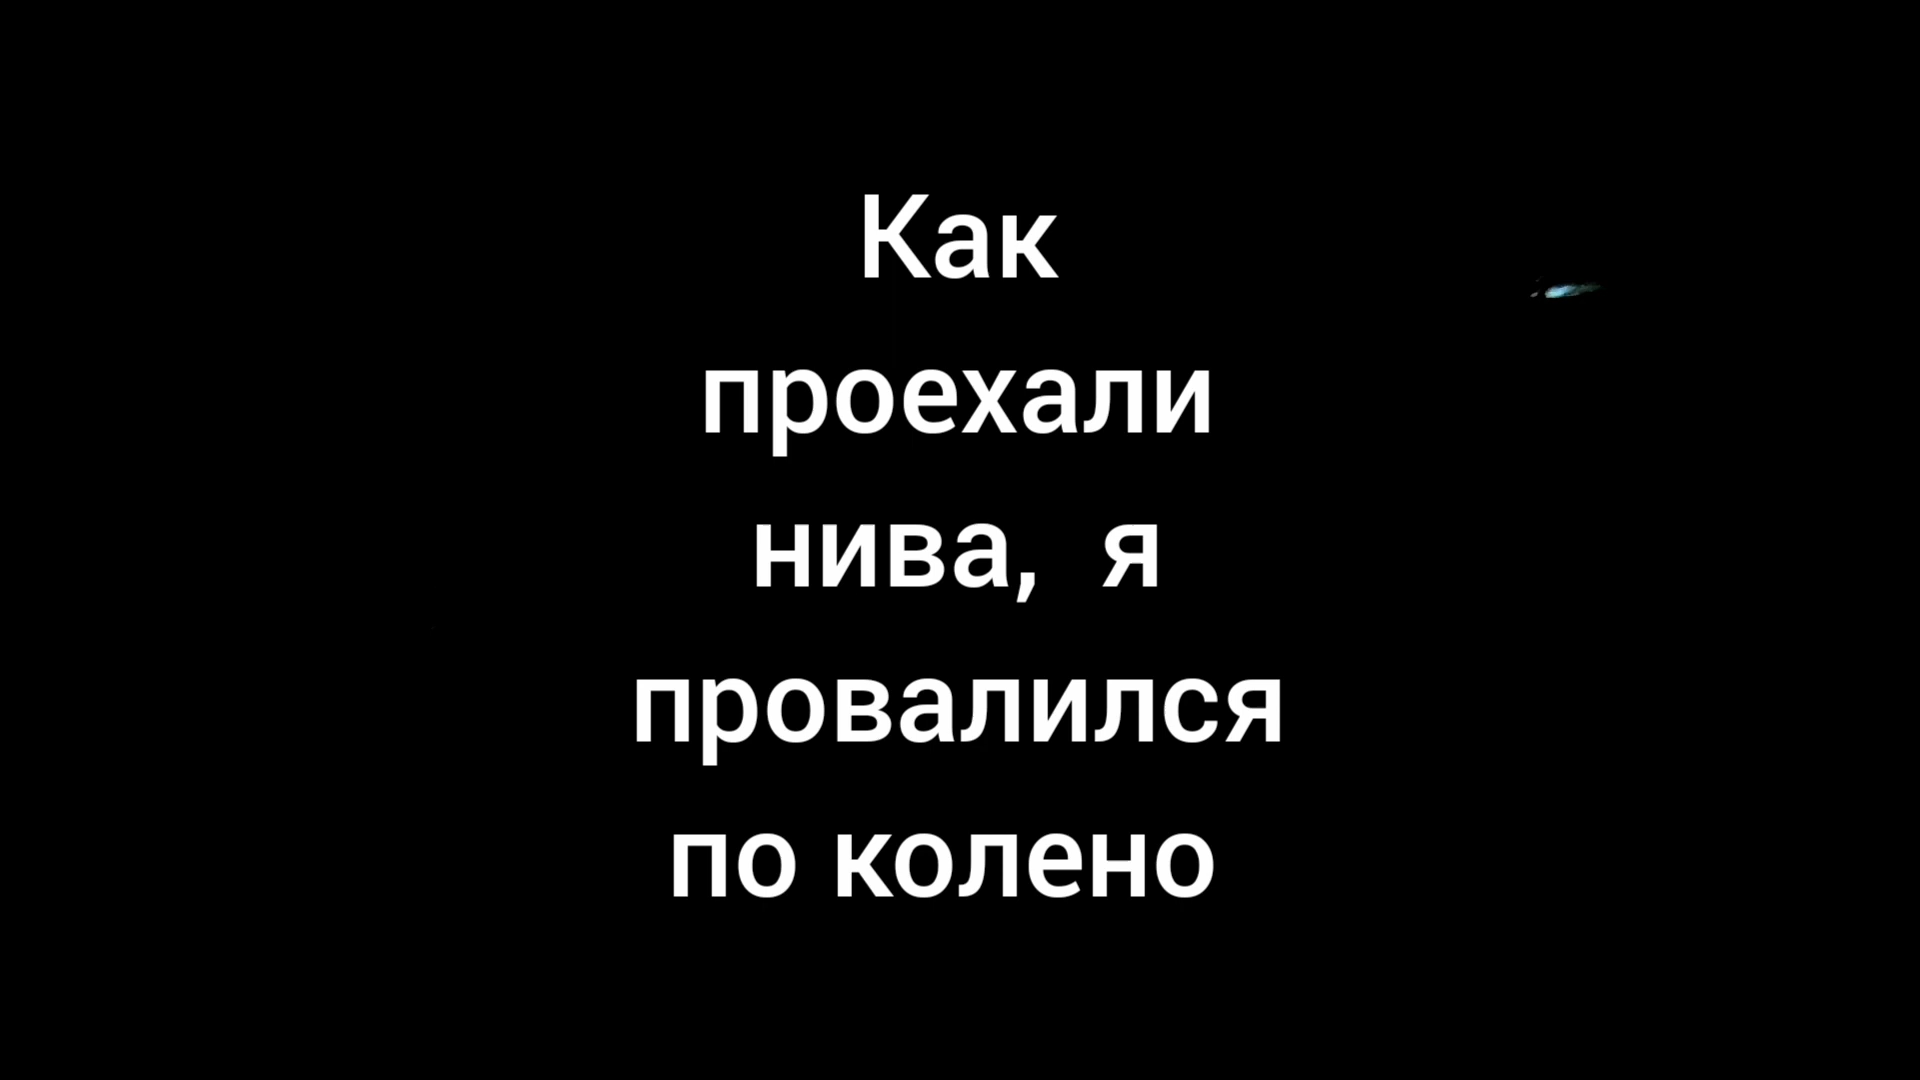 Как
проехали
нива, я
провалился
по колено